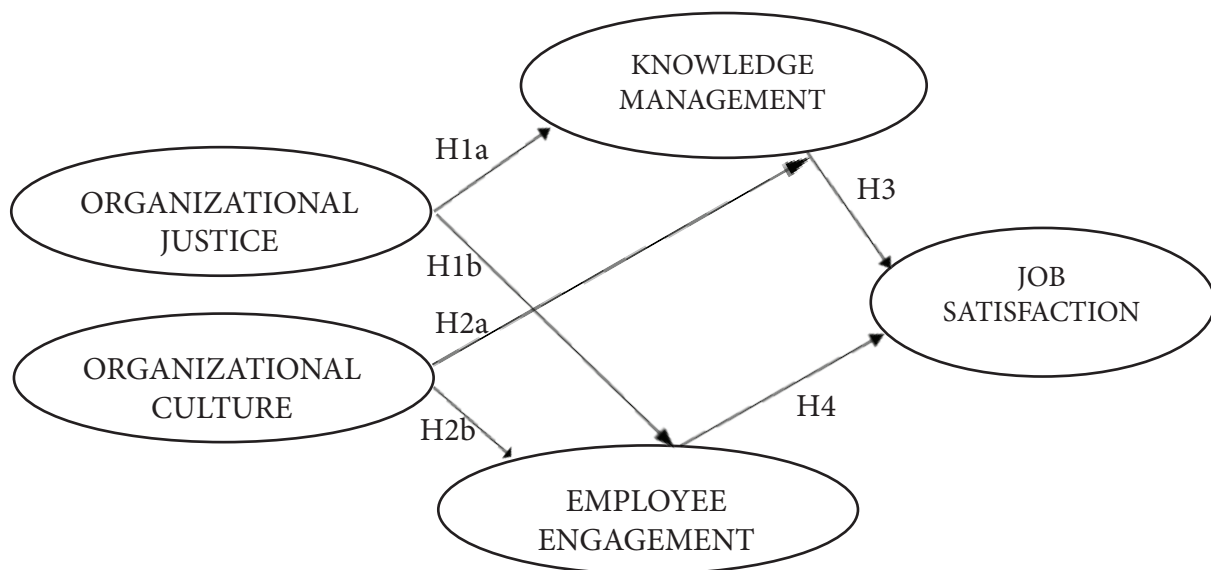 KNOWLEDGE
MANAGEMENT
H1a
ORGANIZATIONAL
JUSTICE
H3
H1b
JOB
SATISFACTION
H2a
ORGANIZATIONAL
CULTURE
H4
H2b
EMPLOYEE
ENGAGEMENT